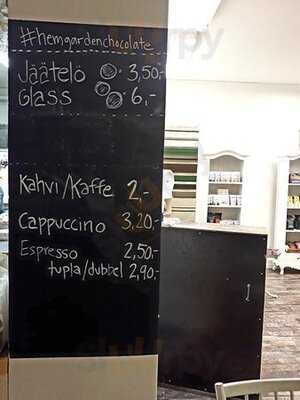 #hemgardenchocolate
Jäätelö 3,50,-
Glass 6,-
Kahvi/Kaffe 2,-
Cappuccino 3,20,-
Espresso 2,50,-
tupla/dubbel 2,90,-